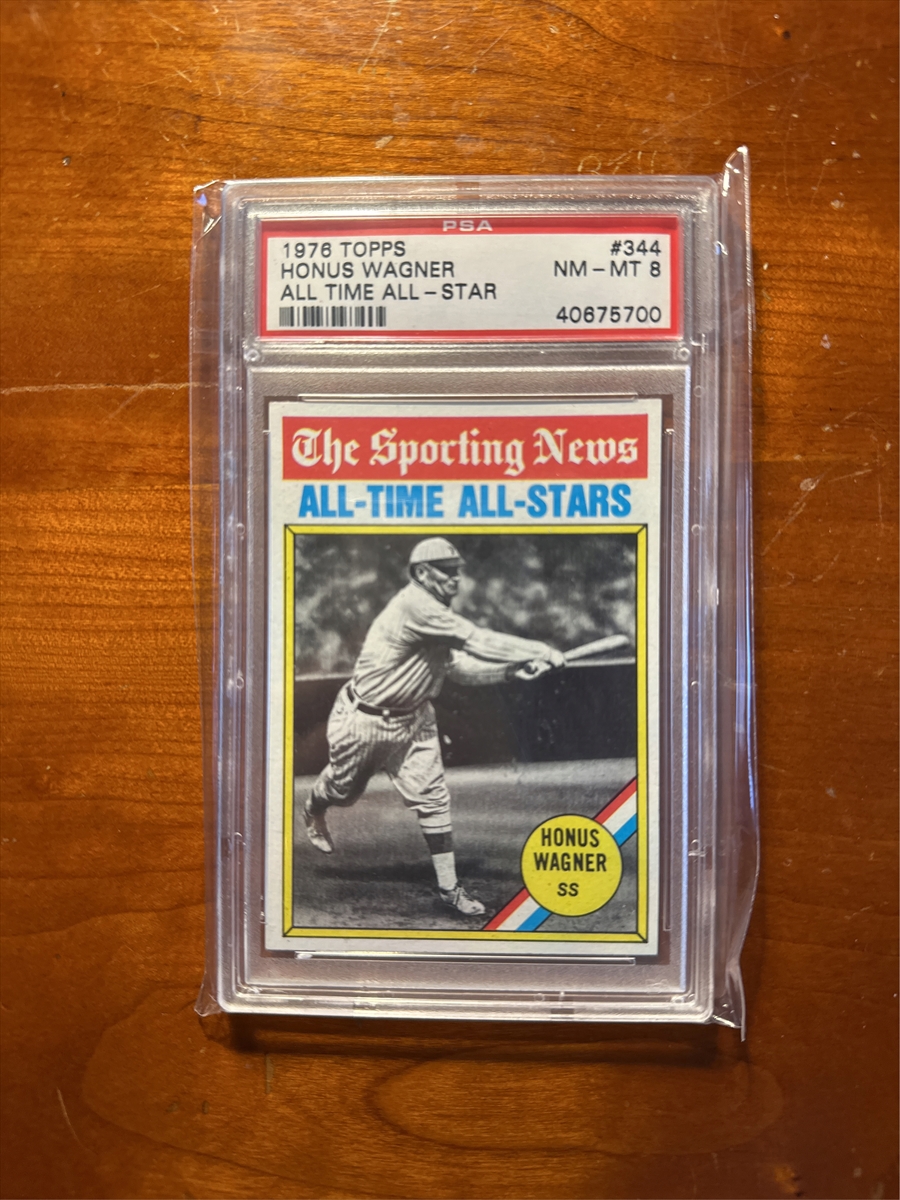 PSA
1976 TOPPS #344
HONUS WAGNER NM-MT 8
ALL TIME ALL-STAR
40675700
The Sporting News
ALL-TIME ALL-STARS
HONUS
WAGNER
SS